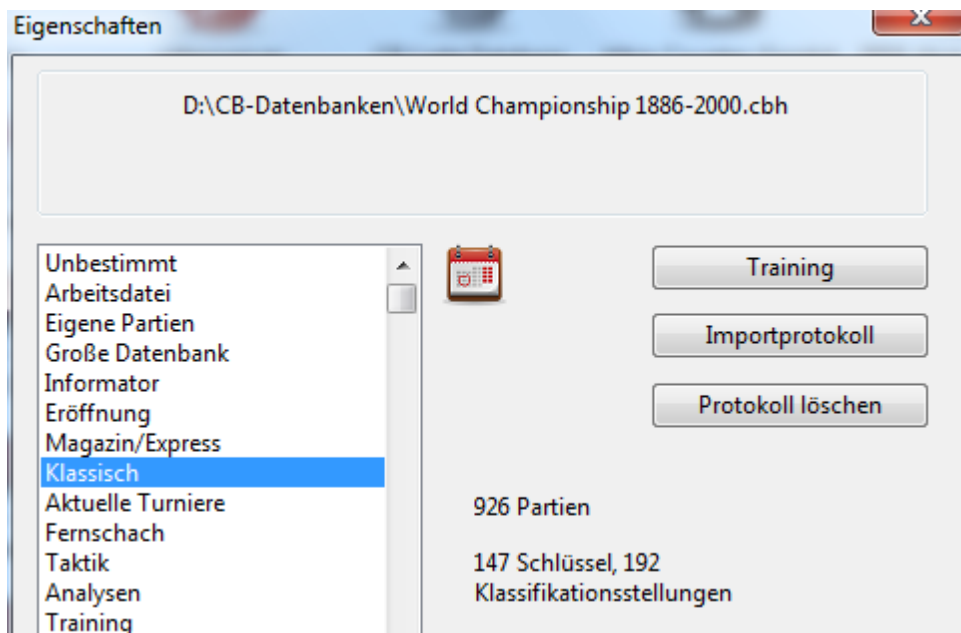 Eigenschaften
D:\CB-Datenbanken\World Championship 1886-2000.cbh
Unbestimmt
Arbeitsdatei
Eigene Partien
Große Datenbank
Informator
Eröffnung
Magazin/Express
Klassisch
Aktuelle Turniere
Fernschach
Taktik
Analysen
Training
Training
Importprotokoll
Protokoll löschen
926 Partien
147 Schlüssel, 192
Klassifikationsstellungen